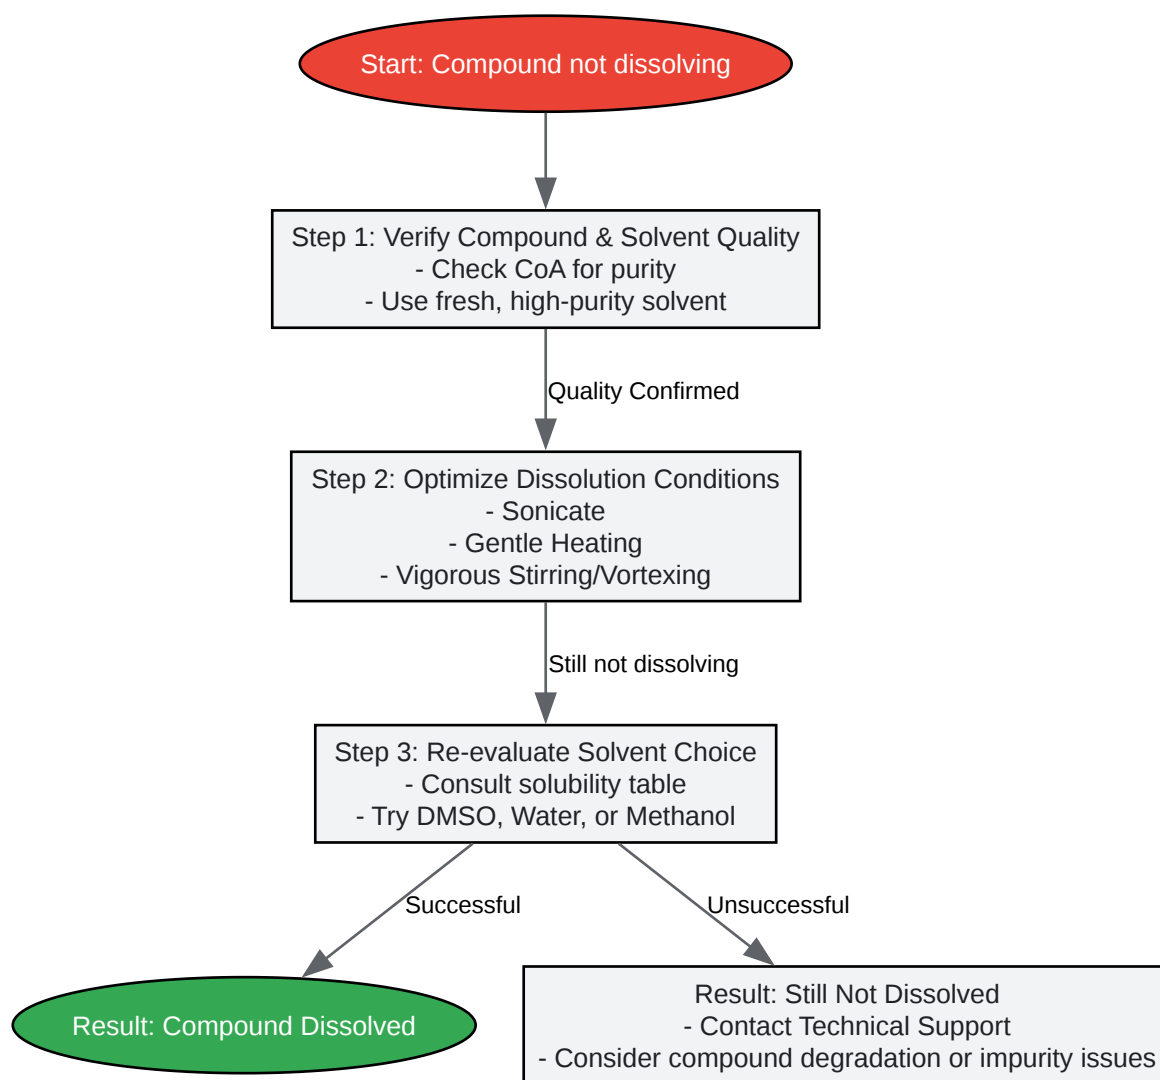 Start: Compound not dissolving
Step 1: Verify Compound & Solvent Quality
- Check CoA for purity
- Use fresh, high-purity solvent
Quality Confirmed
Step 2: Optimize Dissolution Conditions
- Sonicate
- Gentle Heating
- Vigorous Stirring/Vortexing
Still not dissolving
Step 3: Re-evaluate Solvent Choice
- Consult solubility table
- Try DMSO, Water, or Methanol
Successful
Unsuccessful
Result: Compound Dissolved
Result: Still Not Dissolved
- Contact Technical Support
- Consider compound degradation or impurity issues